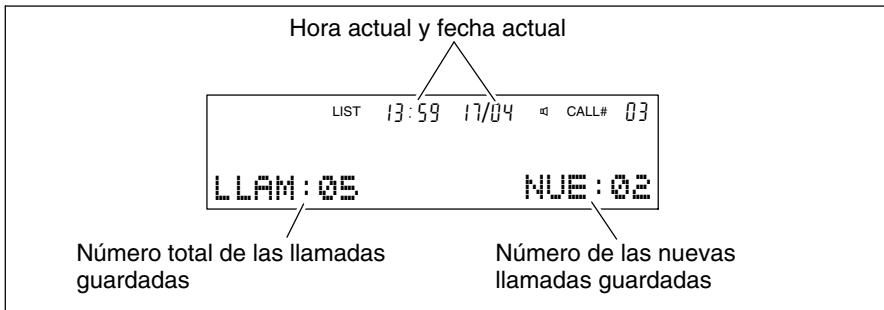 Hora actual y fecha actual
LIST 13:59 17/04 CALL# 03
LLAM:05 NUE:02
Número total de las llamadas guardadas
Número de las nuevas llamadas guardadas